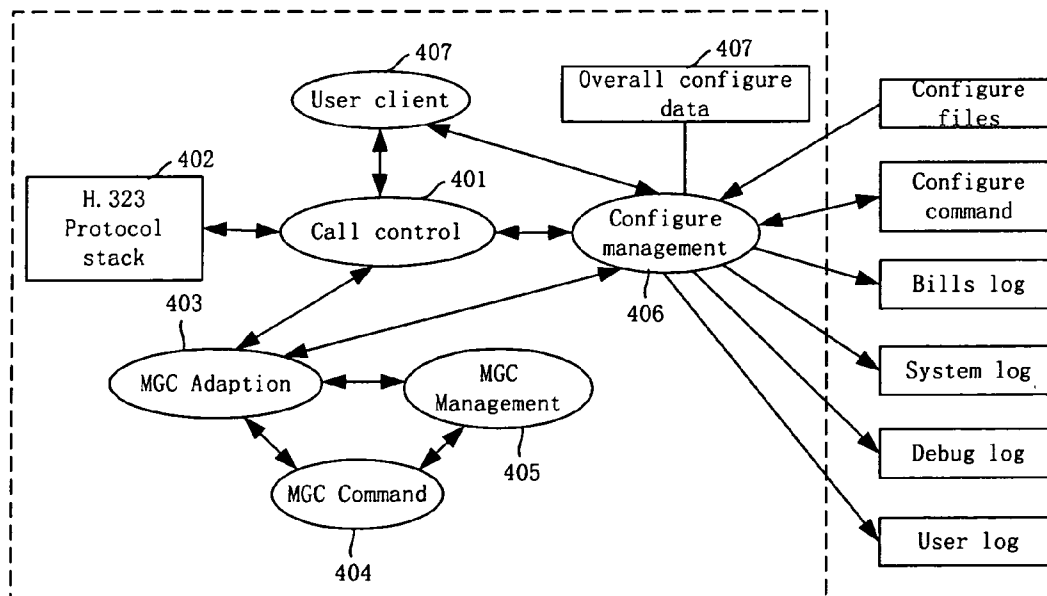 407
User client
407
Overall configure
data
Configure
files
402
H.323
Protocol
stack
401
Call control
Configure
management
406
Configure
command
Bills log
403
MGC Adaption
MGC
Management
405
System log
MGC Command
404
Debug log
User log